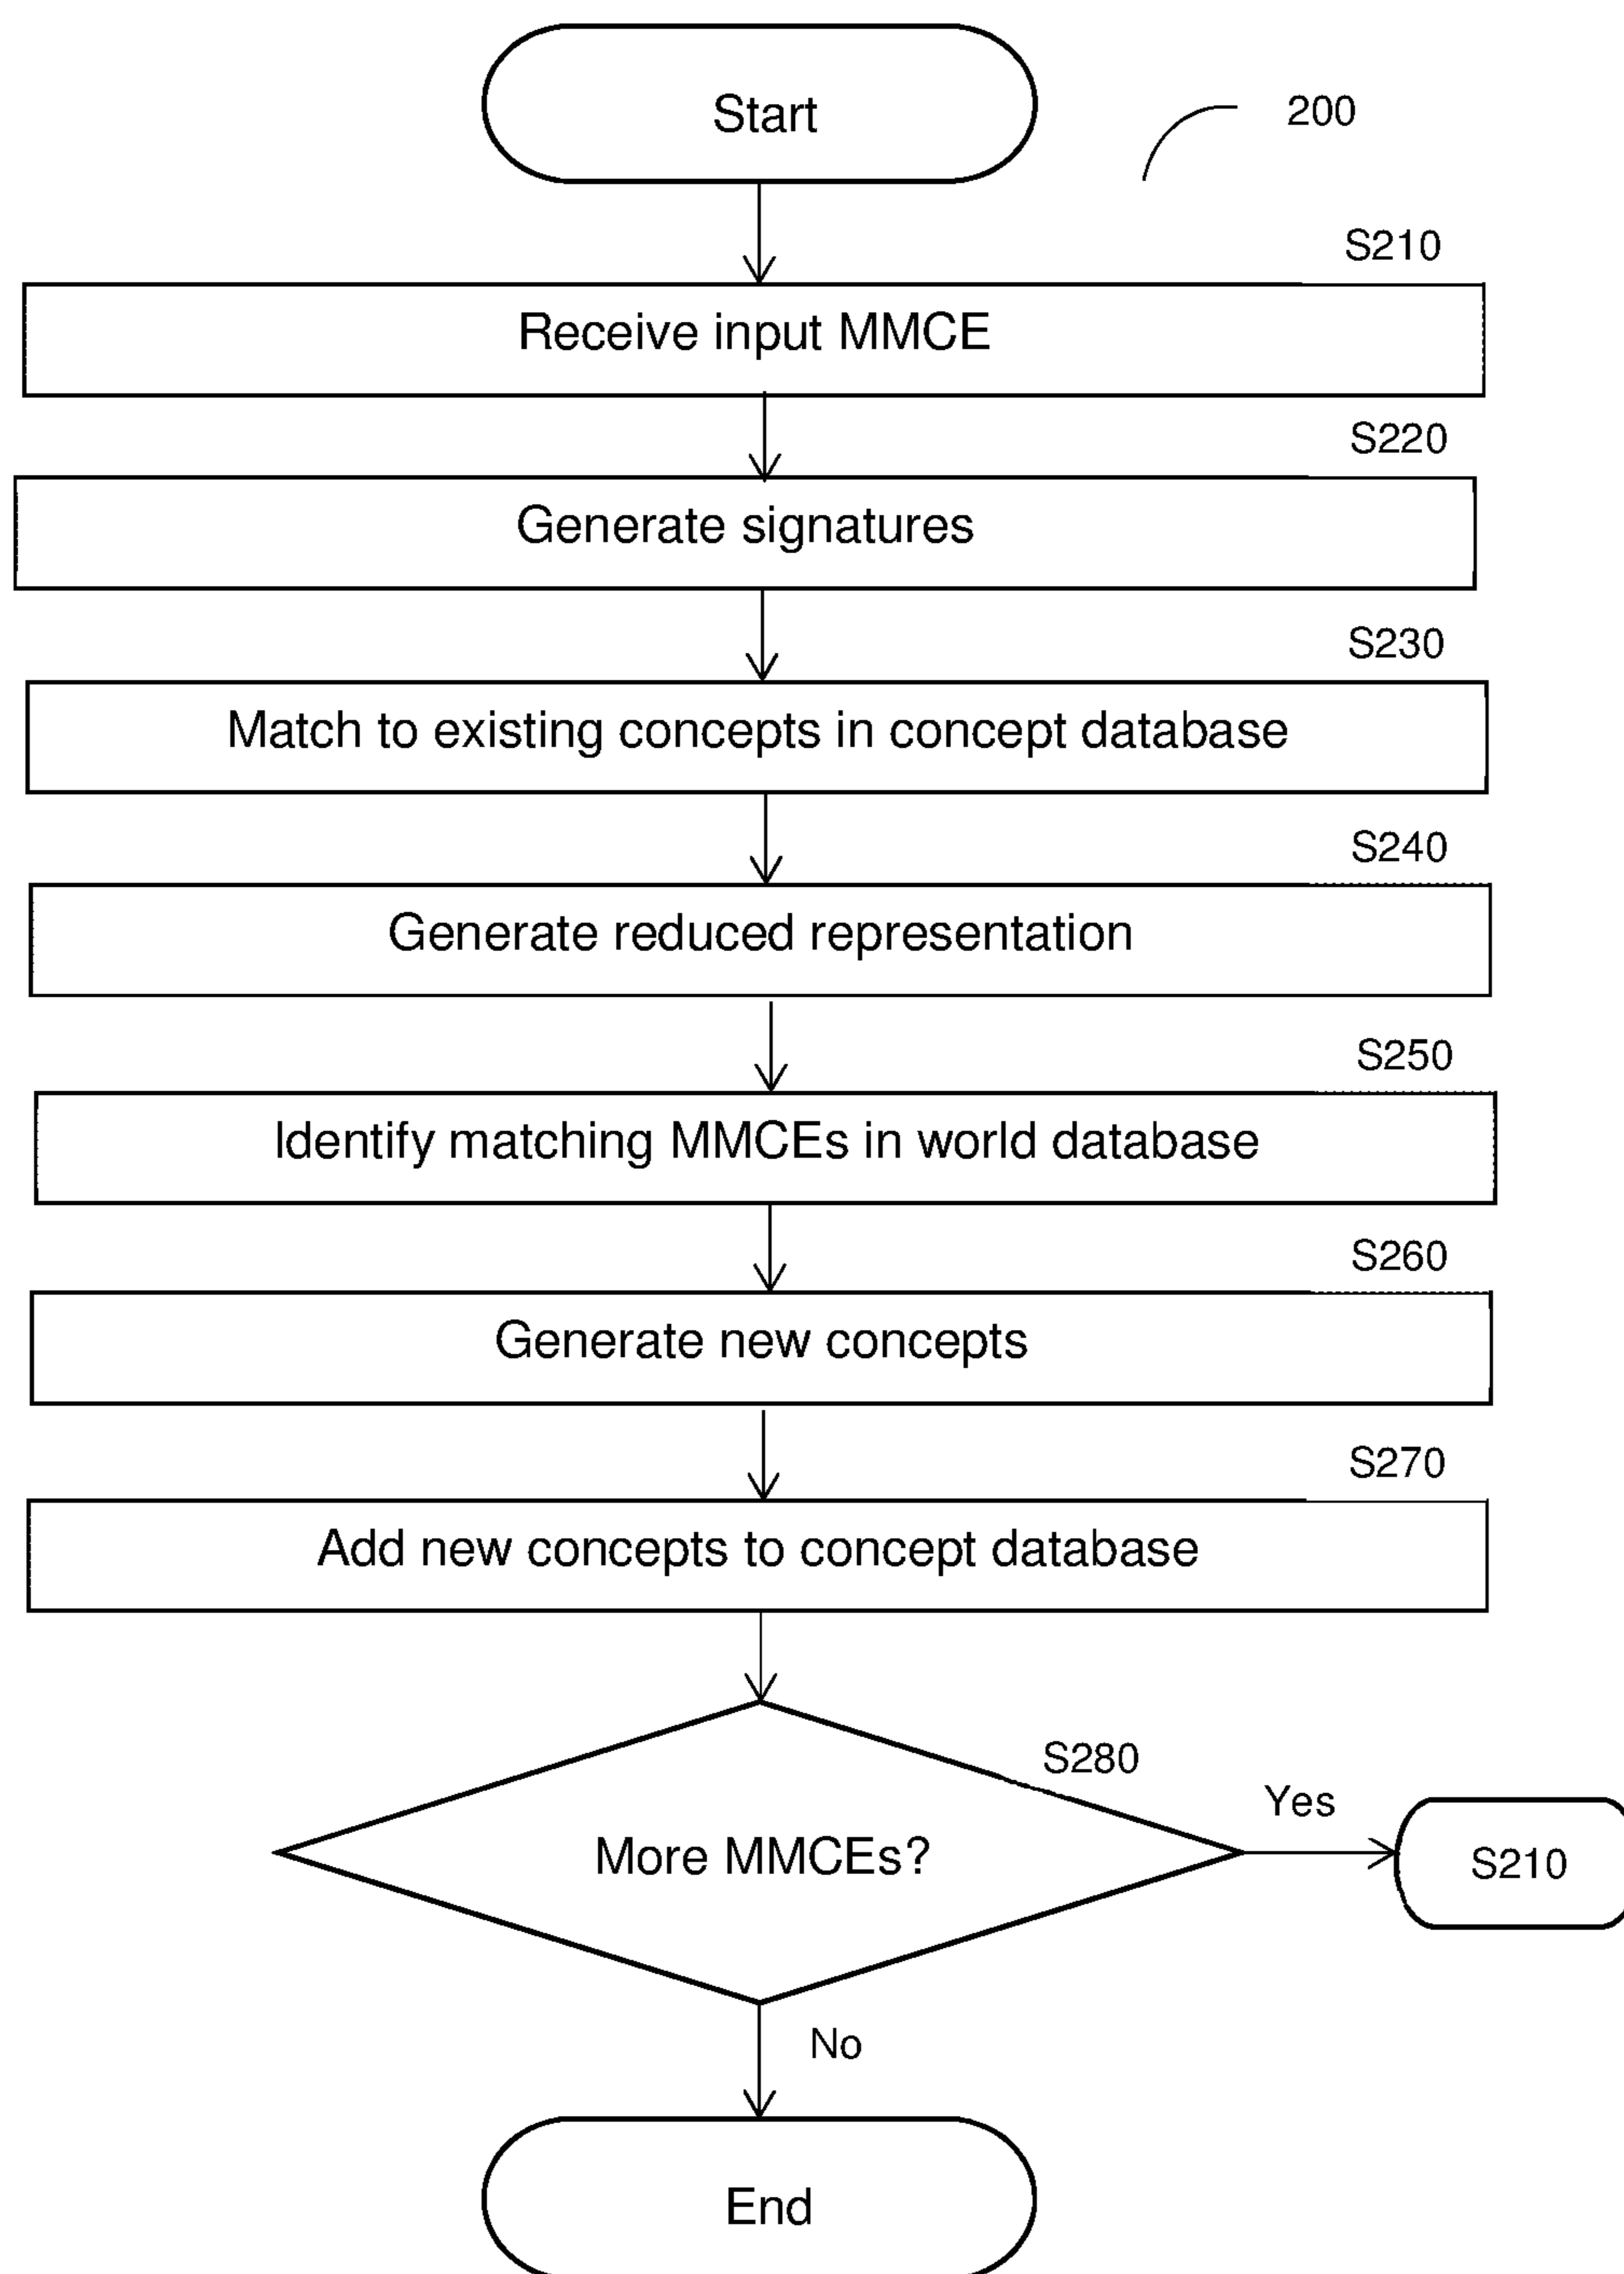 Start
200
S210
Receive input MMCE
S220
Generate signatures
S230
Match to existing concepts in concept database
S240
Generate reduced representation
S250
Identify matching MMCEs in world database
S260
Generate new concepts
S270
Add new concepts to concept database
S280
Yes
More MMCEs?
S210
No
End